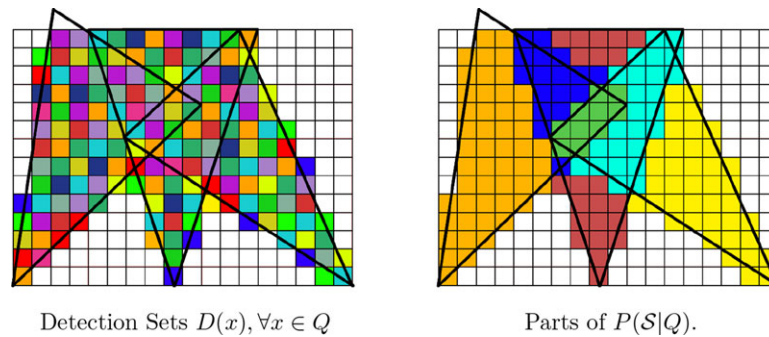 Detection Sets D(x), ∀x ∈ Q
Parts of P(𝒮|Q).